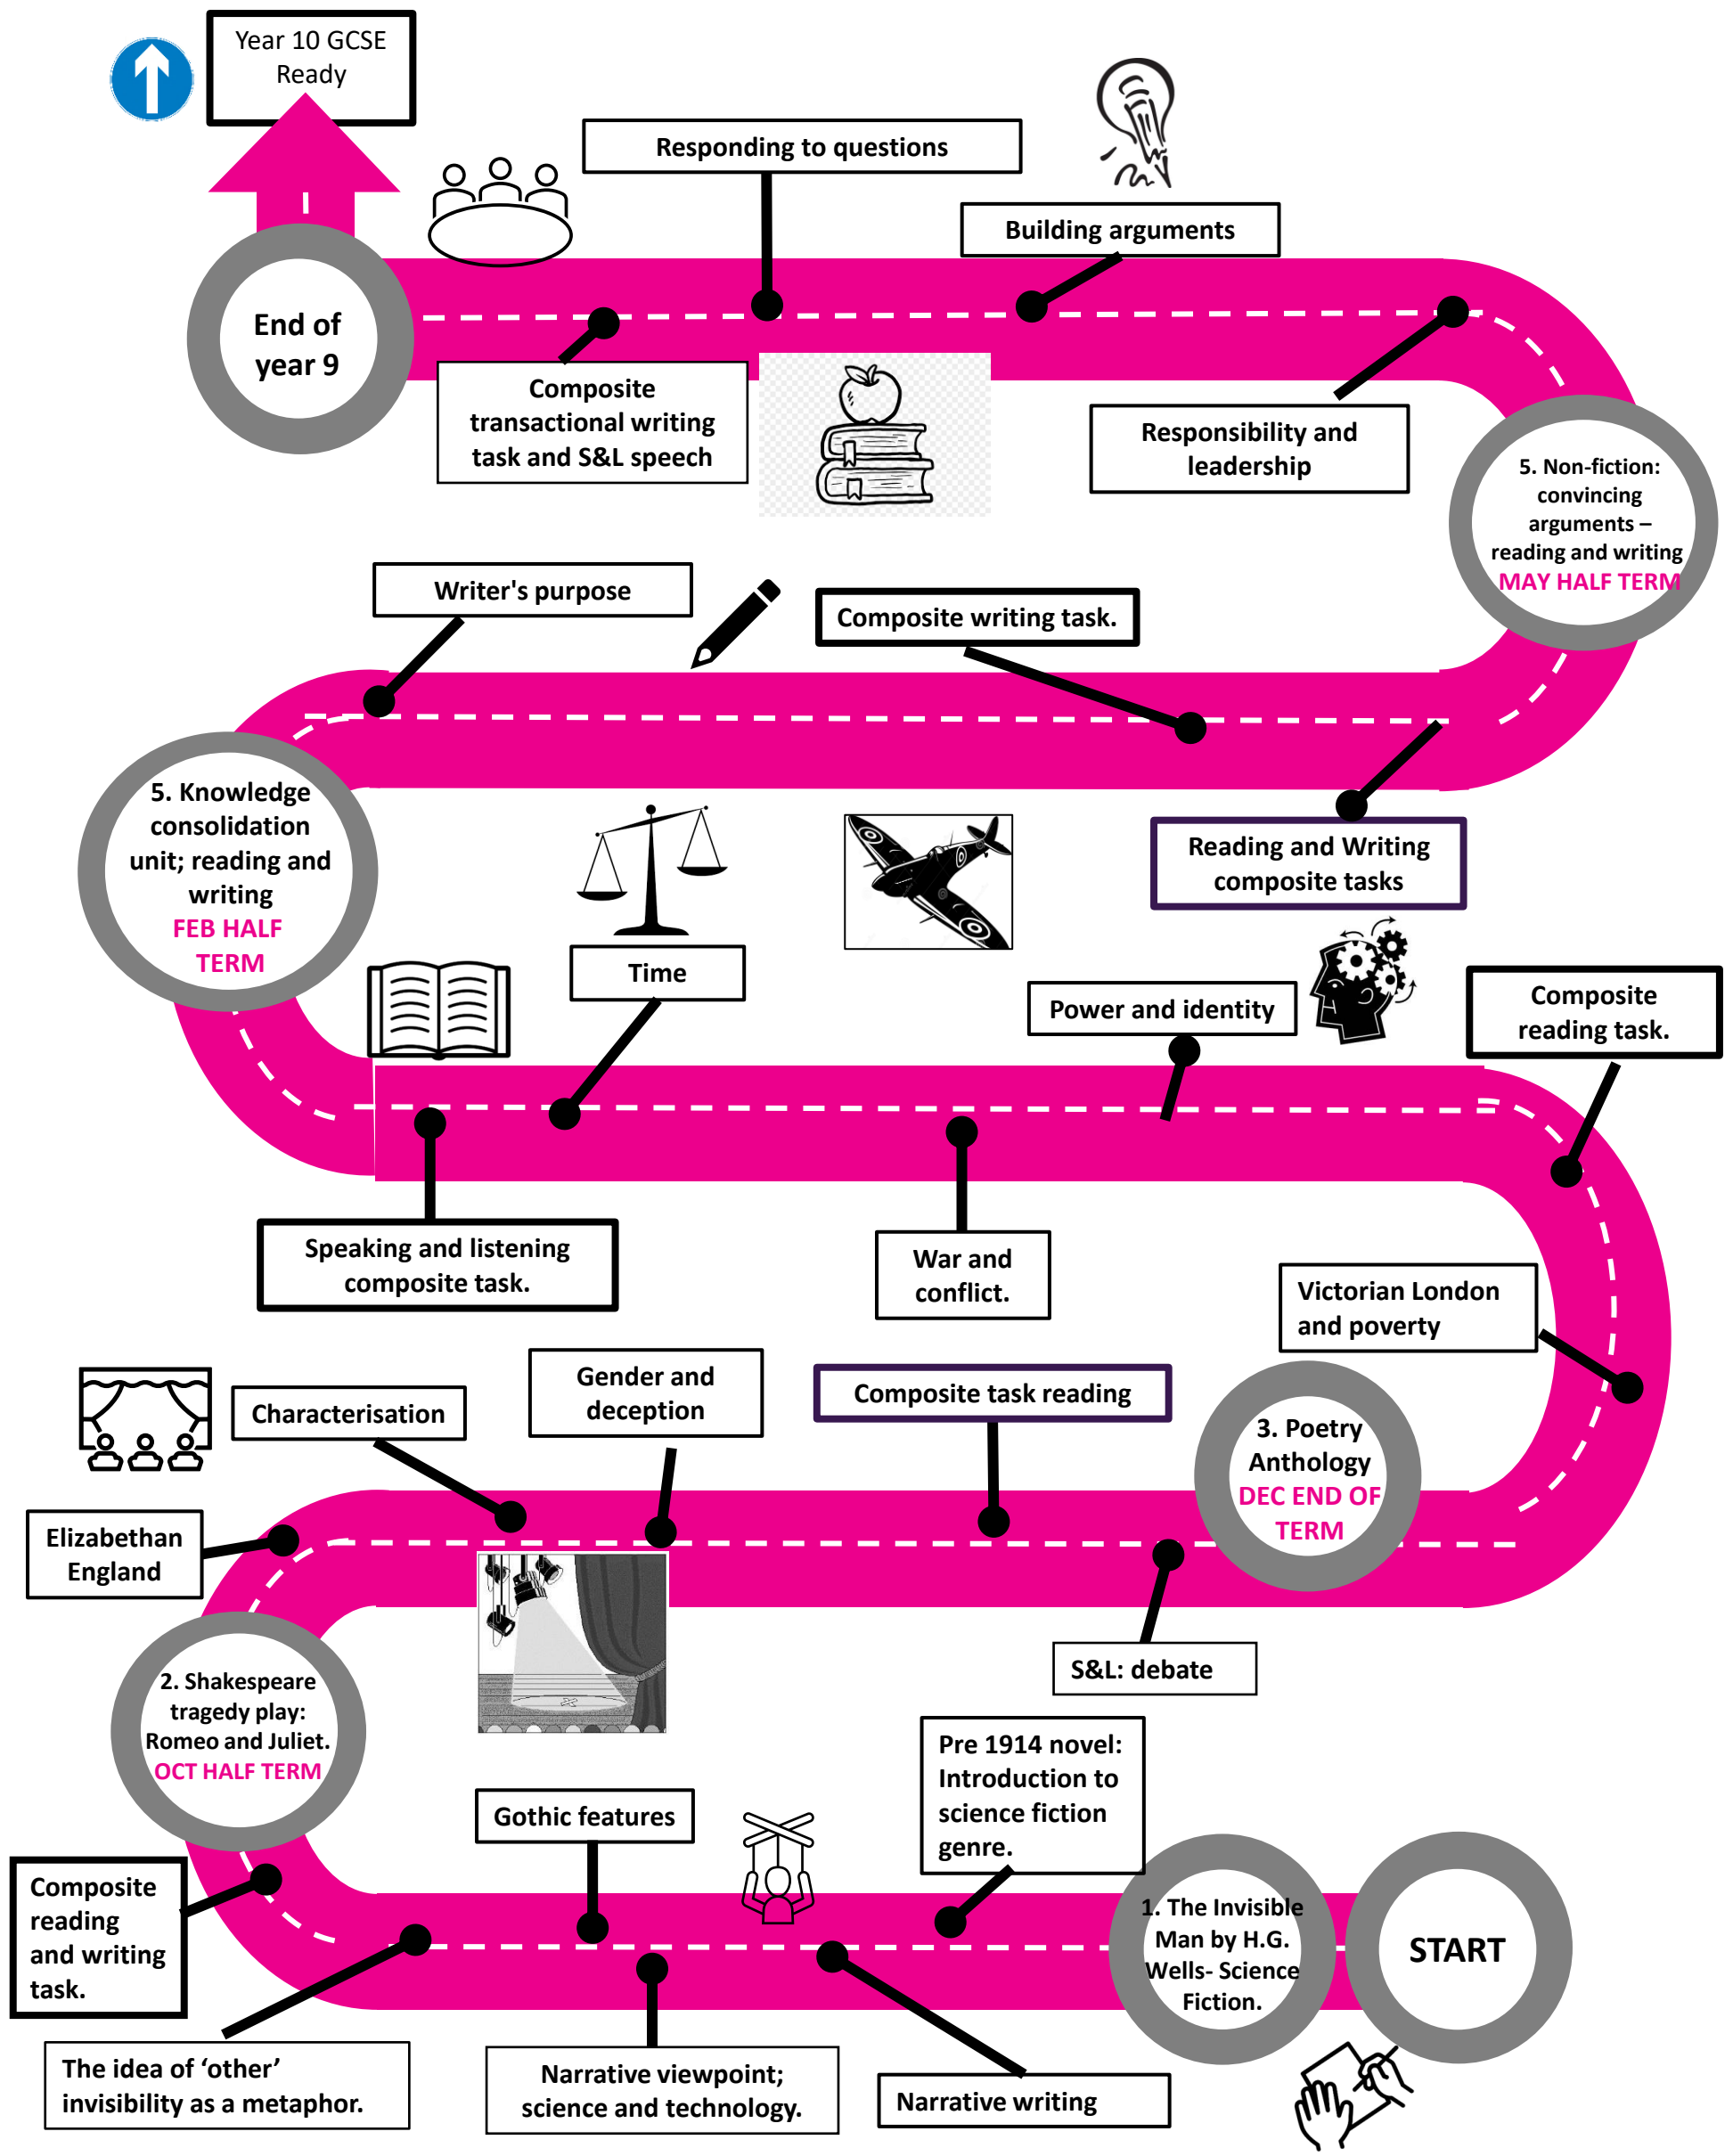 Year 10 GCSE
Ready
Responding to questions
Building arguments
End of
year 9
Composite
transactional writing
task and S&L speech
Responsibility and
leadership
5. Non-fiction:
convincing
arguments –
reading and writing
MAY HALF TERM
Writer's purpose
Composite writing task.
5. Knowledge
consolidation
unit; reading and
writing
FEB HALF
TERM
Reading and Writing
composite tasks
Time
Power and identity
Composite
reading task.
Speaking and listening
composite task.
War and
conflict.
Victorian London
and poverty
Characterisation
Gender and
deception
Composite task reading
3. Poetry
Anthology
DEC END OF
TERM
Elizabethan
England
2. Shakespeare
tragedy play:
Romeo and Juliet.
OCT HALF TERM
S&L: debate
Pre 1914 novel:
Introduction to
science fiction
genre.
Gothic features
Composite
reading
and writing
task.
1. The Invisible
Man by H.G.
Wells- Science
Fiction.
START
The idea of ‘other’
invisibility as a metaphor.
Narrative viewpoint;
science and technology.
Narrative writing